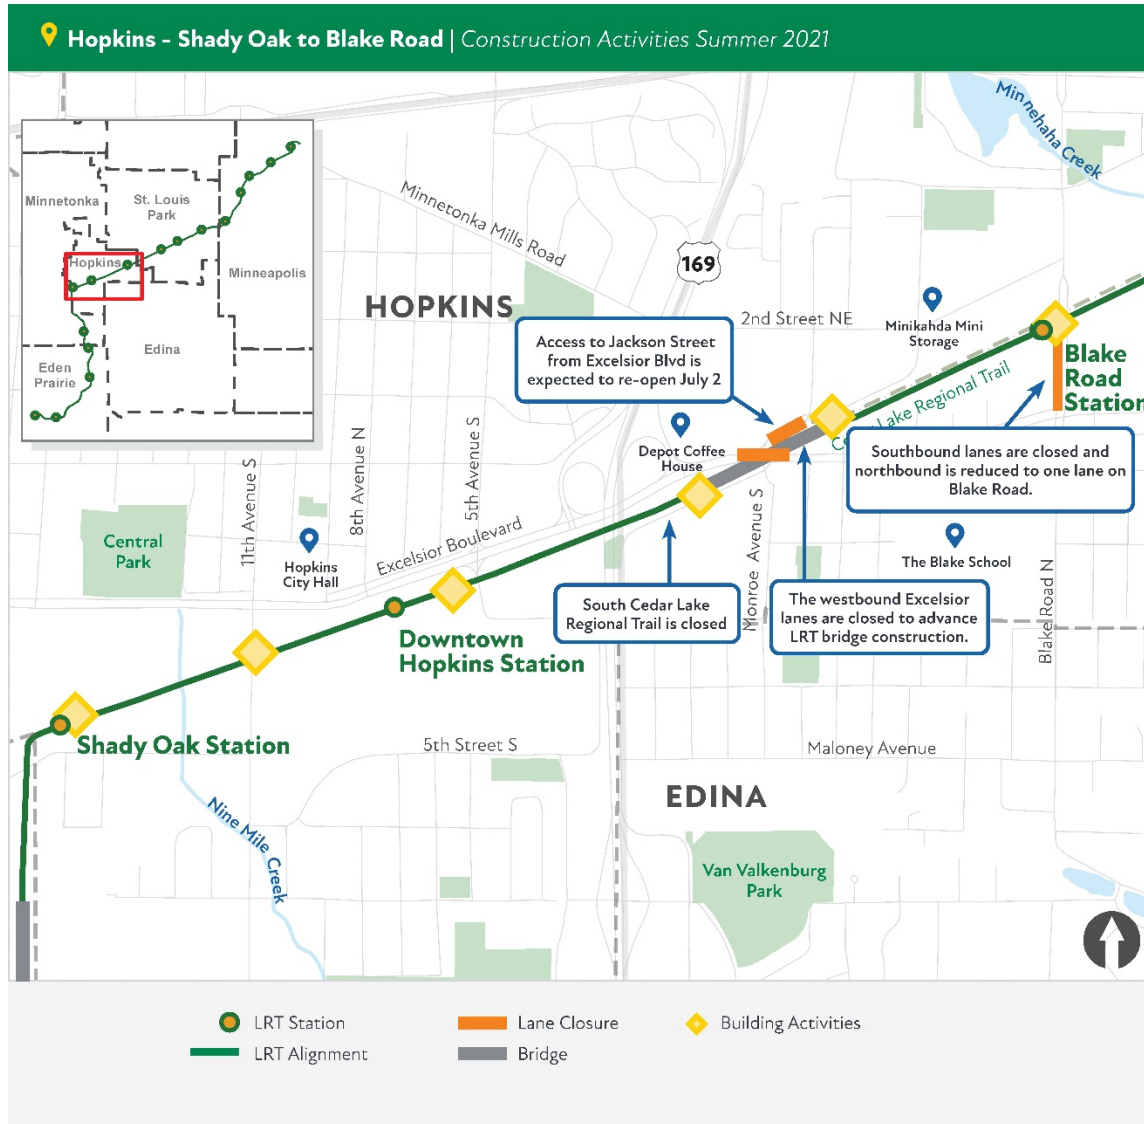 Hopkins - Shady Oak to Blake Road | Construction Activities Summer 2021
Minnehaha Creek
Minnetonka
St. Louis
Park
Hopkins
Minneapolis
Edina
Eden
Prairie
Minnetonka Mills Road
169
HOPKINS
2nd Street NE
Minikahda Mini
Storage
Access to Jackson Street
from Excelsior Blvd is
expected to re-open July 2
Blake
Road
Station
Lake Regional Trail
Depot Coffee
House
Southbound lanes are closed and
northbound is reduced to one lane on
Blake Road.
11th Avenue S
8th Avenue N
5th Avenue S
Excelsior Boulevard
Monroe Avenue S
Central
Park
Hopkins
City Hall
The Blake School
Blake Road N
South Cedar Lake
Regional Trail is closed
The westbound Excelsior
lanes are closed to advance
LRT bridge construction.
Downtown
Hopkins Station
Shady Oak Station
5th Street S
Maloney Avenue
EDINA
Nine Mile Creek
Van Valkenburg
Park
LRT Station
Lane Closure
Building Activities
LRT Alignment
Bridge